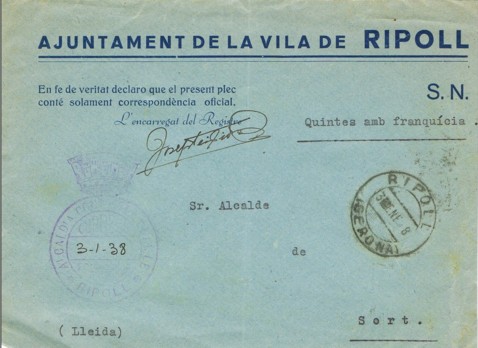 AJUNTAMENT DE LA VILA DE RIPOLL
En fe de veritat declaro que el present plec
conté solament correspondència oficial.
L'encarregat del Registre
S. N.
Quintes amb franquícia.
RIPOLL
(GERONA)
Sr. Alcalde
3-1-38
RIPOLL
de
Sort.
(Lleida)